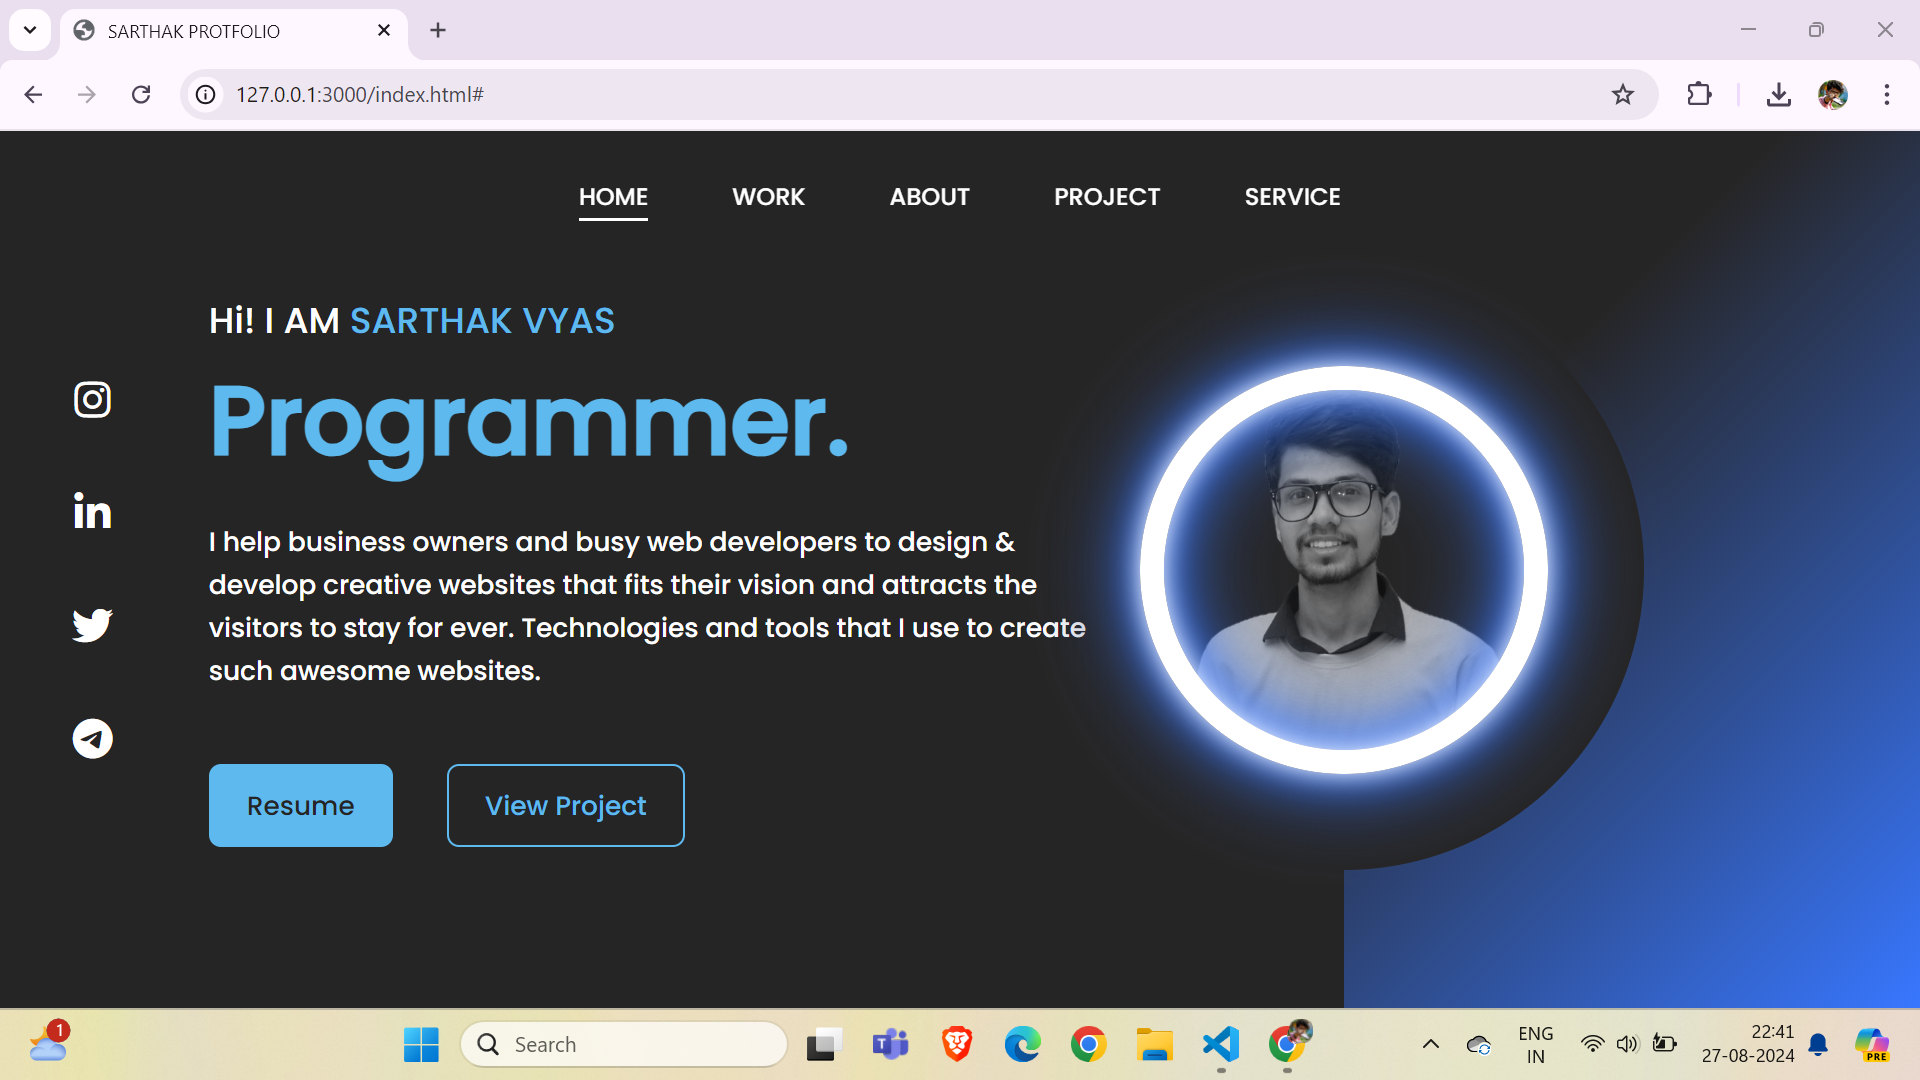 SARTHAK PROTFOLIO
127.0.0.1:3000/index.html#
HOME WORK ABOUT PROJECT SERVICE
Hi! I AM SARTHAK VYAS
Programmer.
I help business owners and busy web developers to design &
develop creative websites that fits their vision and attracts the
visitors to stay for ever. Technologies and tools that I use to create
such awesome websites.
Resume View Project
1
Search
ENG
IN
22:41
27-08-2024
PRE